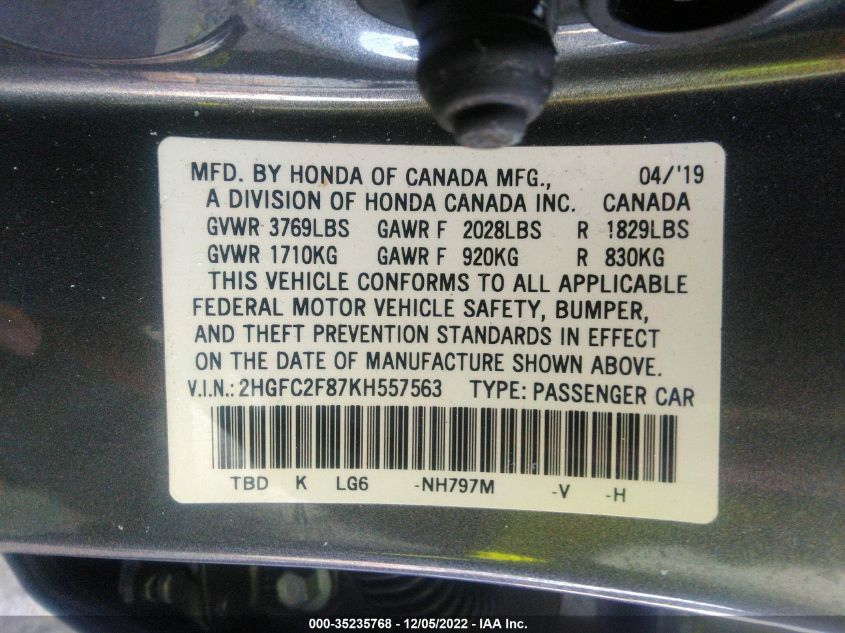 MFD. BY HONDA OF CANADA MFG., 04/'19
A DIVISION OF HONDA CANADA INC. CANADA
GVWR 3769LBS GAWR F 2028LBS R 1829LBS
GVWR 1710KG GAWR F 920KG R 830KG
THIS VEHICLE CONFORMS TO ALL APPLICABLE
FEDERAL MOTOR VEHICLE SAFETY, BUMPER,
AND THEFT PREVENTION STANDARDS IN EFFECT
ON THE DATE OF MANUFACTURE SHOWN ABOVE.
V.I.N.: 2HGFC2F87KH557563 TYPE: PASSENGER CAR
TBD K LG6 -NH797M -V -H
000-35235768 - 12/05/2022 - IAA Inc.